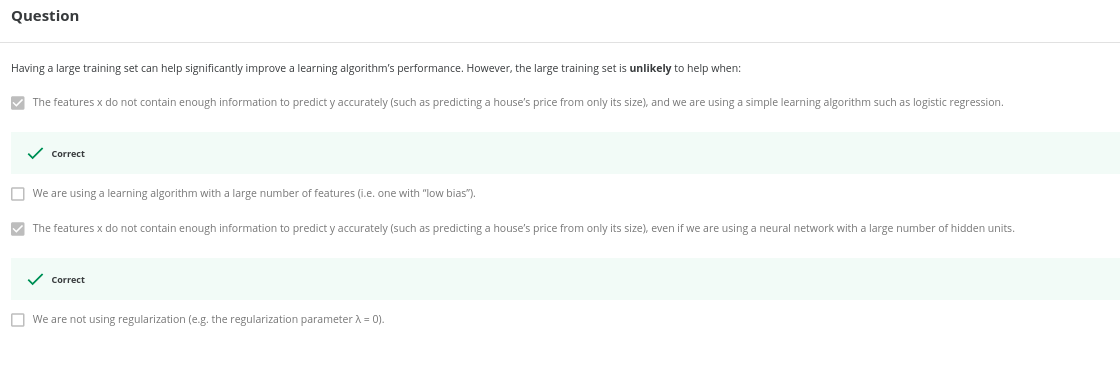 Question
Having a large training set can help significantly improve a learning algorithm's performance. However, the large training set is unlikely to help when:
The features x do not contain enough information to predict y accurately (such as predicting a house's price from only its size), and we are using a simple learning algorithm such as logistic regression.
Correct
We are using a learning algorithm with a large number of features (i.e. one with “low bias”).
The features x do not contain enough information to predict y accurately (such as predicting a house's price from only its size), even if we are using a neural network with a large number of hidden units.
Correct
We are not using regularization (e.g. the regularization parameter λ = 0).